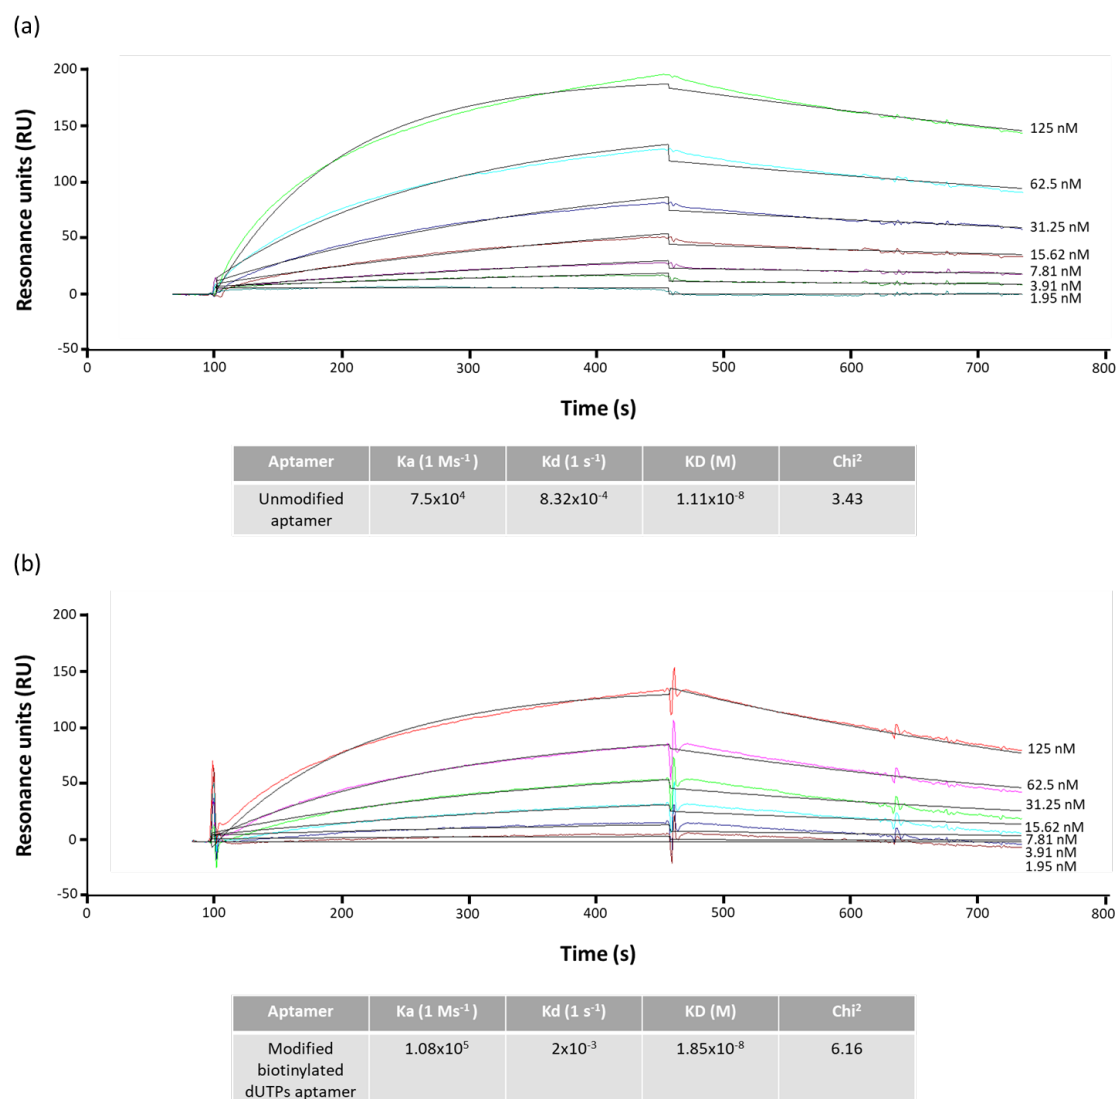 (a)
200
150
100
50
0
-50
Resonance units (RU)
125 nM
62.5 nM
31.25 nM
15.62 nM
7.81 nM
3.91 nM
1.95 nM
0 100 200 300 400 500 600 700 800
Time (s)
Aptamer Ka (1 Ms⁻¹ ) Kd (1 s⁻¹) KD (M) Chi²
Unmodified 7.5x10⁴ 8.32x10⁻⁴ 1.11x10⁻⁸ 3.43
aptamer
(b)
200
150
100
50
0
-50
Resonance units (RU)
125 nM
62.5 nM
31.25 nM
15.62 nM
7.81 nM
3.91 nM
1.95 nM
0 100 200 300 400 500 600 700 800
Time (s)
Aptamer Ka (1 Ms⁻¹ ) Kd (1 s⁻¹) KD (M) Chi²
Modified 1.08x10⁵ 2x10⁻³ 1.85x10⁻⁸ 6.16
biotinylated
dUTPs aptamer